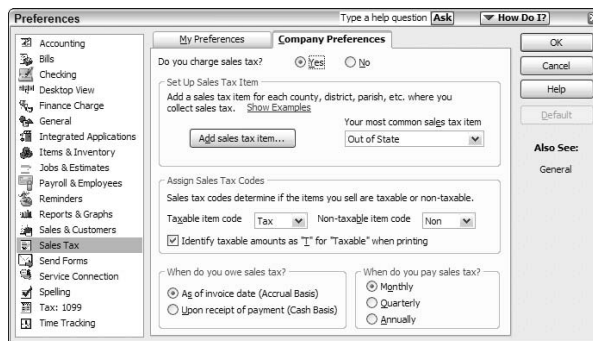 Preferences
Type a help question Ask How Do I?
Accounting
Bills
Checking
Desktop View
Finance Charge
General
Integrated Applications
Items & Inventory
Jobs & Estimates
Payroll & Employees
Reminders
Reports & Graphs
Sales & Customers
Sales Tax
Send Forms
Service Connection
Spelling
Tax: 1099
Time Tracking
My Preferences Company Preferences
Do you charge sales tax? Yes No
Set Up Sales Tax Item
Add a sales tax item for each county, district, parish, etc. where you
collect sales tax. Show Examples
Your most common sales tax item
Add sales tax item... Out of State
Assign Sales Tax Codes
Sales tax codes determine if the items you sell are taxable or non-taxable.
Taxable item code Tax Non-taxable item code Non
Identify taxable amounts as "T" for "Taxable" when printing
When do you owe sales tax?
As of invoice date (Accrual Basis)
Upon receipt of payment (Cash Basis)
When do you pay sales tax?
Monthly
Quarterly
Annually
OK
Cancel
Help
Default
Also See:
General